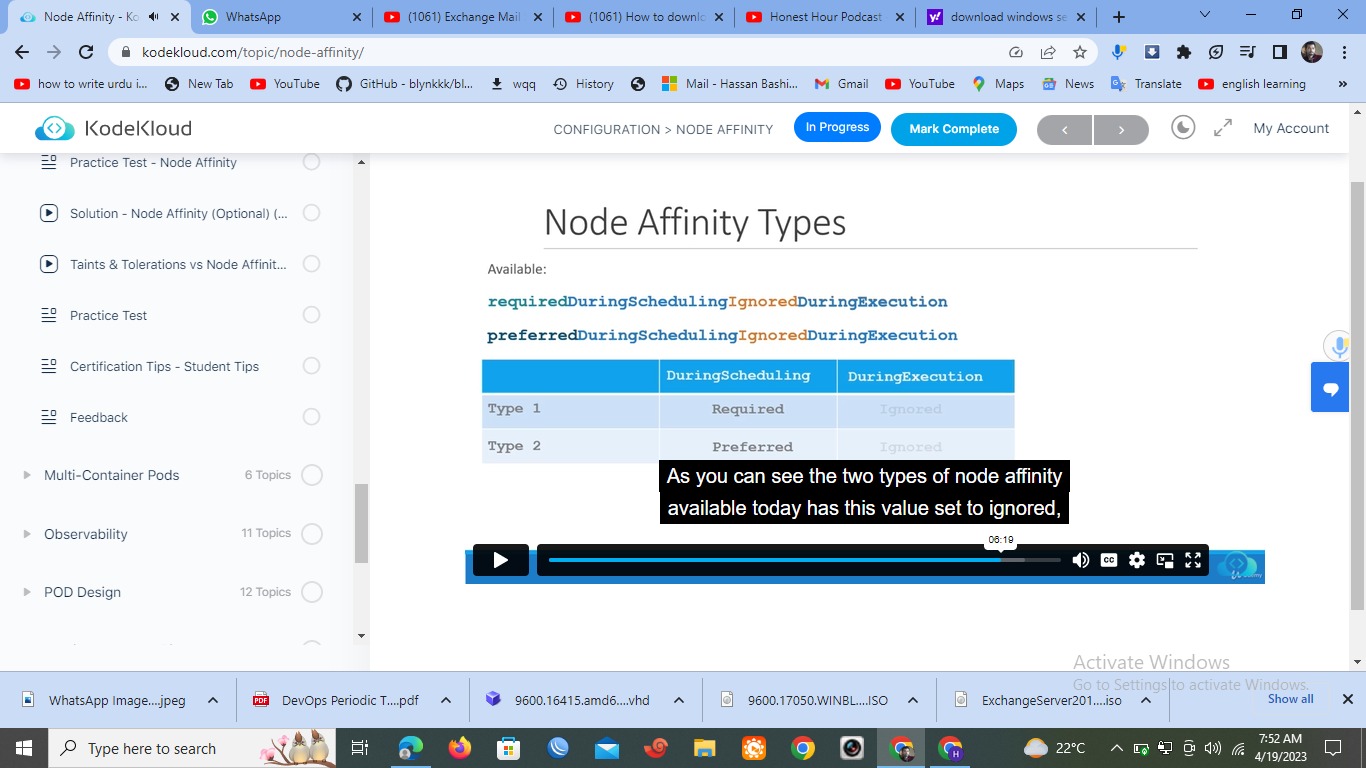 Node Affinity - Ko
WhatsApp
(1061) Exchange Mail
(1061) How to downlo
Honest Hour Podcast
download windows se
kodekloud.com/topic/node-affinity/
how to write urdu i...
New Tab
YouTube
GitHub - blynkkk/bl...
wqq
History
Mail - Hassan Bashi...
Gmail
YouTube
Maps
News
Translate
english learning
»
KodeKloud
CONFIGURATION > NODE AFFINITY
In Progress
Mark Complete
<
>
My Account
Practice Test - Node Affinity
Solution - Node Affinity (Optional) (...
Taints & Tolerations vs Node Affinit...
Practice Test
Certification Tips - Student Tips
Feedback
Multi-Container Pods
6 Topics
Observability
11 Topics
POD Design
12 Topics
Node Affinity Types
Available:
requiredDuringSchedulingIgnoredDuringExecution
preferredDuringSchedulingIgnoredDuringExecution
DuringScheduling DuringExecution
Type 1 Required Ignored
Type 2 Preferred Ignored
As you can see the two types of node affinity
available today has this value set to ignored,
06:19
CC
Activate Windows
Go to Settings to activate Windows.
WhatsApp Image....jpeg
PDF
DevOps Periodic T....pdf
9600.16415.amd6....vhd
9600.17050.WINBL....ISO
ExchangeServer201....iso
Show all
Type here to search
H
22°C
7:52 AM
4/19/2023